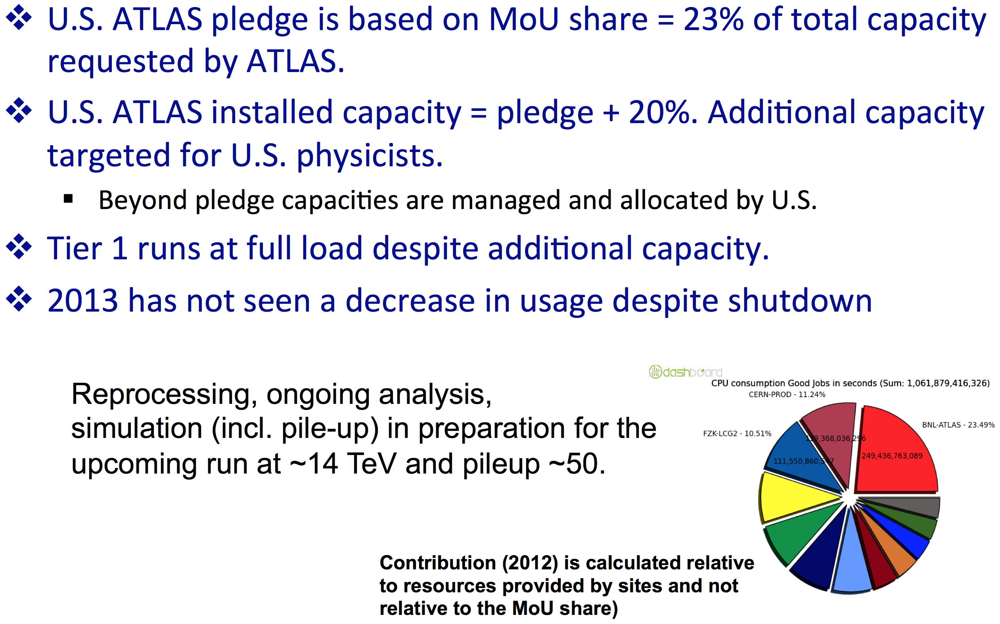 ❖ U.S. ATLAS pledge is based on MoU share = 23% of total capacity
requested by ATLAS.
❖ U.S. ATLAS installed capacity = pledge + 20%. Additional capacity
targeted for U.S. physicists.
▪ Beyond pledge capacities are managed and allocated by U.S.
❖ Tier 1 runs at full load despite additional capacity.
❖ 2013 has not seen a decrease in usage despite shutdown
Reprocessing, ongoing analysis,
simulation (incl. pile-up) in preparation for the
upcoming run at ~14 TeV and pileup ~50.
dashboard
CPU consumption Good Jobs in seconds (Sum: 1,061,879,416,326)
CERN-PROD - 11.24%
BNL-ATLAS - 23.49%
FZK-LCG2 - 10.51%
119,368,036,296
249,436,763,089
111,550,860,547
Contribution (2012) is calculated relative
to resources provided by sites and not
relative to the MoU share)